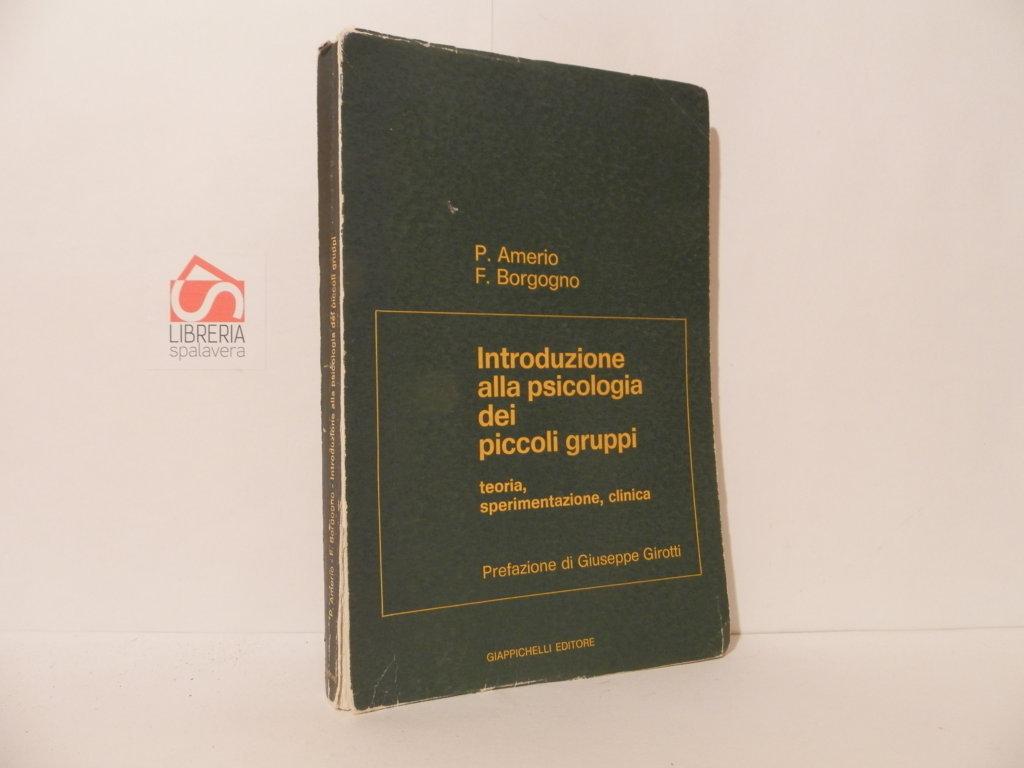 LIBRERIA
spalavera
P. Amerio - F. Borgogno - Introduzione alla psicologia dei piccoli gruppi
P. Amerio
F. Borgogno
Introduzione
alla psicologia
dei
piccoli gruppi
teoria,
sperimentazione, clinica
Prefazione di Giuseppe Girotti
GIAPPICHELLI EDITORE